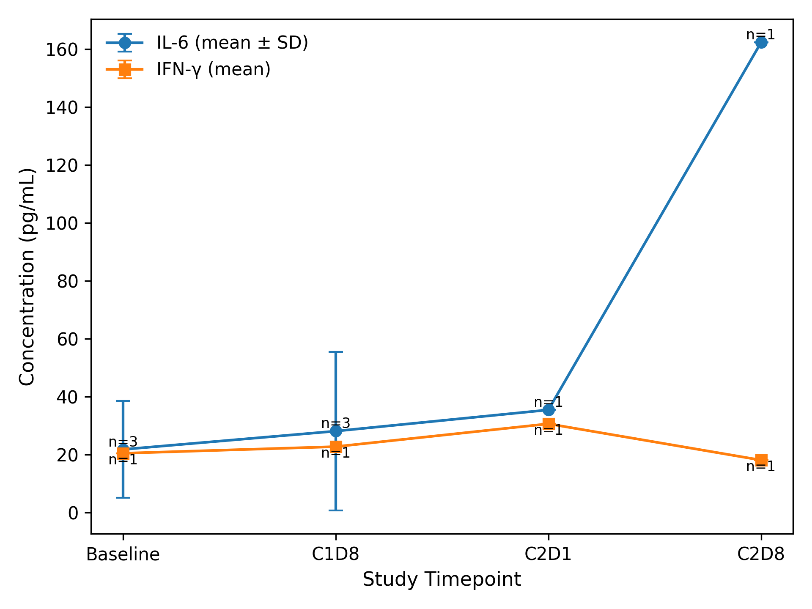 IL-6 (mean ± SD)
IFN-γ (mean)
n=1
160
140
120
100
80
60
40
20
0
Concentration (pg/mL)
n=3
n=1
n=3
n=1
n=1
n=1
n=1
Baseline
C1D8
C2D1
C2D8
Study Timepoint